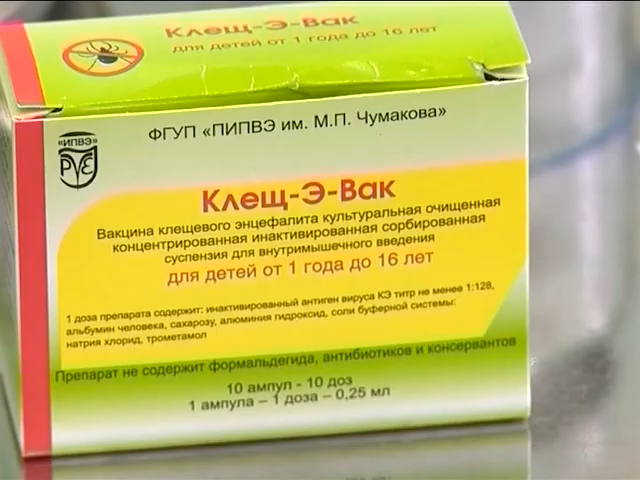 Клещ-Э-Вак
для детей от 1 года до 16 лет
ФГУП «ПИПВЭ им. М.П. Чумакова»
«ИПВЭ»
Клещ-Э-Вак
Вакцина клещевого энцефалита культуральная очищенная
концентрированная инактивированная сорбированная
суспензия для внутримышечного введения
для детей от 1 года до 16 лет
1 доза препарата содержит: инактивированный антиген вируса КЭ титр не менее 1:128,
альбумин человека, сахарозу, алюминия гидроксид, соли буферной системы:
натрия хлорид, трометамол
Препарат не содержит формальдегида, антибиотиков и консервантов
10 ампул - 10 доз
1 ампула – 1 доза – 0,25 мл